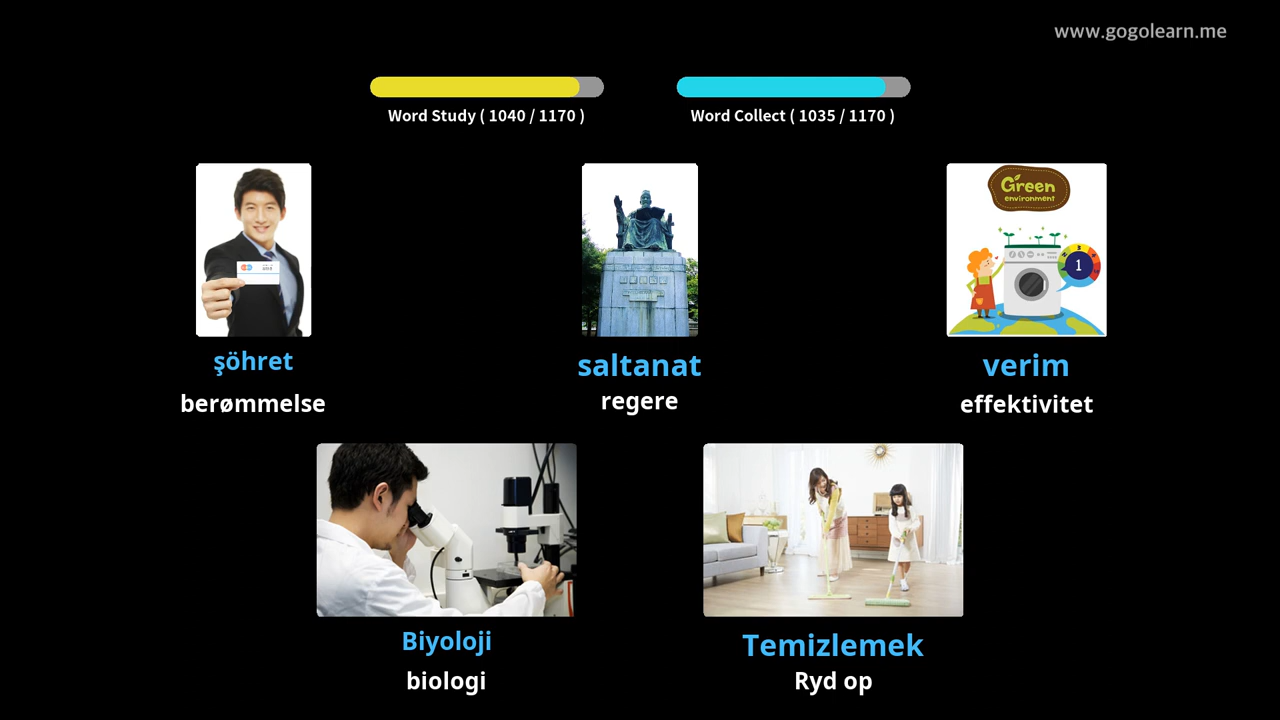 www.gogolearn.me
Word Study ( 1040 / 1170 )
Word Collect ( 1035 / 1170 )
Green
environment
1
şöhret
saltanat
verim
berømmelse
regere
effektivitet
Biyoloji
Temizlemek
biologi
Ryd op